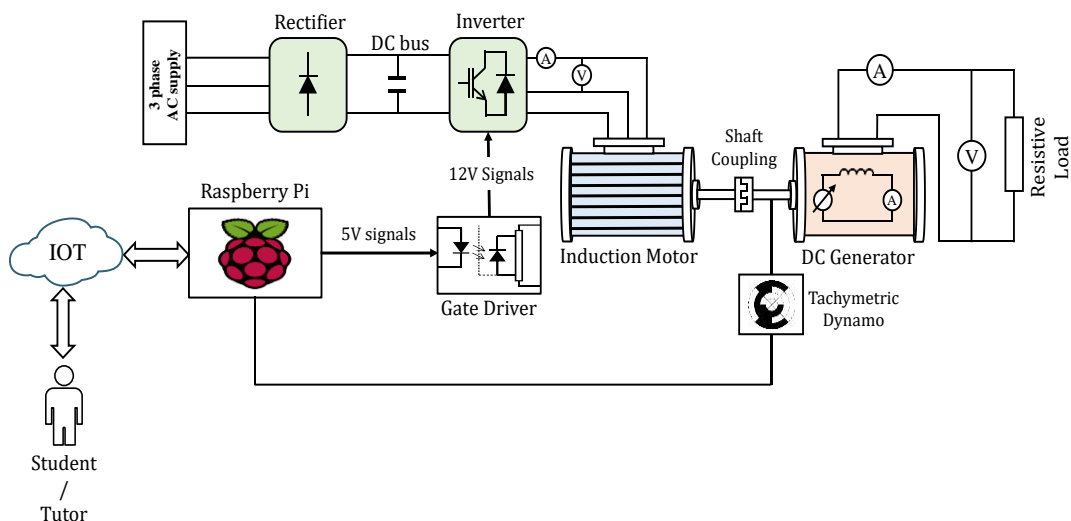 Rectifier
Inverter
DC bus
3 phase
AC supply
A
V
A
V
Resistive
Load
Shaft
Coupling
12V Signals
Raspberry Pi
5V signals
IOT
A
Induction Motor
DC Generator
Gate Driver
Tachymetric
Dynamo
Student
/
Tutor